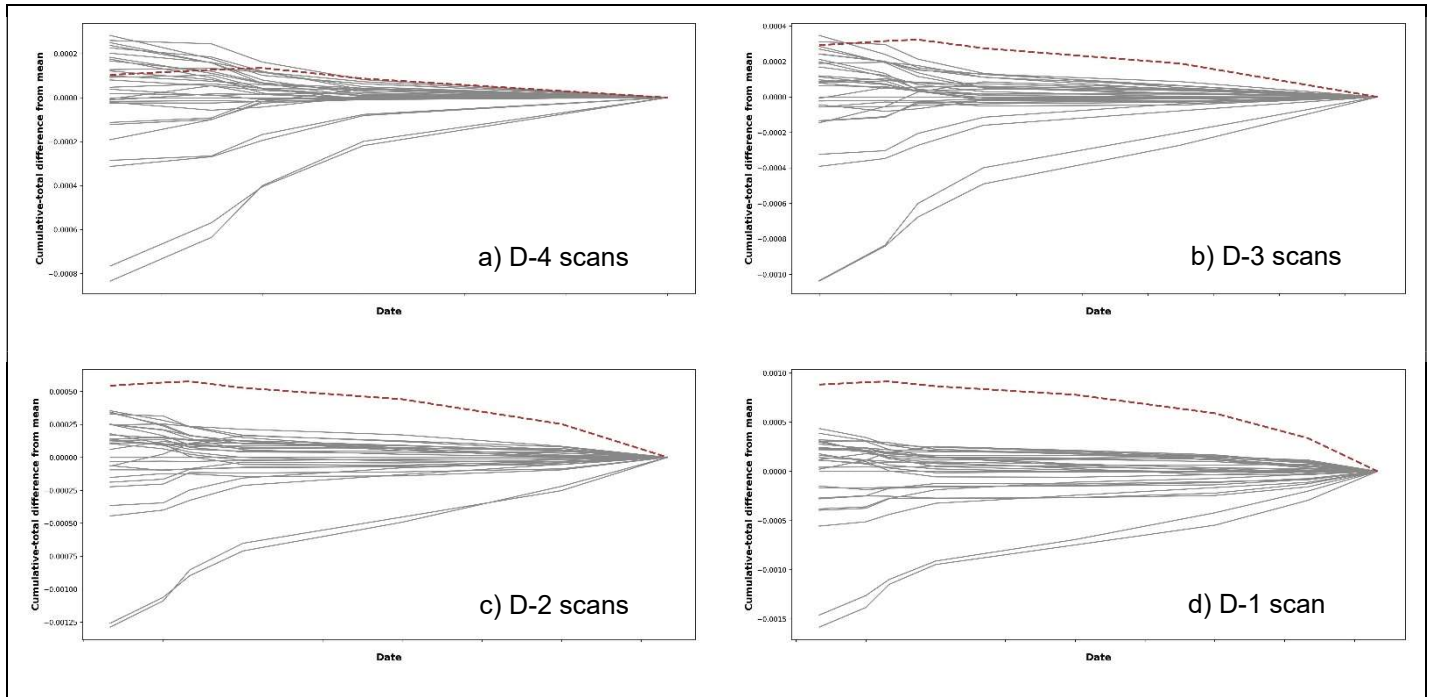 Cumulative-total difference from mean
0.0002
0.0000
−0.0002
−0.0004
−0.0006
−0.0008
a) D-4 scans
Date
Cumulative-total difference from mean
0.0004
0.0002
0.0000
−0.0002
−0.0004
−0.0006
−0.0008
−0.0010
b) D-3 scans
Date
Cumulative-total difference from mean
0.00050
0.00025
0.00000
−0.00025
−0.00050
−0.00075
−0.00100
−0.00125
c) D-2 scans
Date
Cumulative-total difference from mean
0.0010
0.0005
0.0000
−0.0005
−0.0010
−0.0015
d) D-1 scan
Date